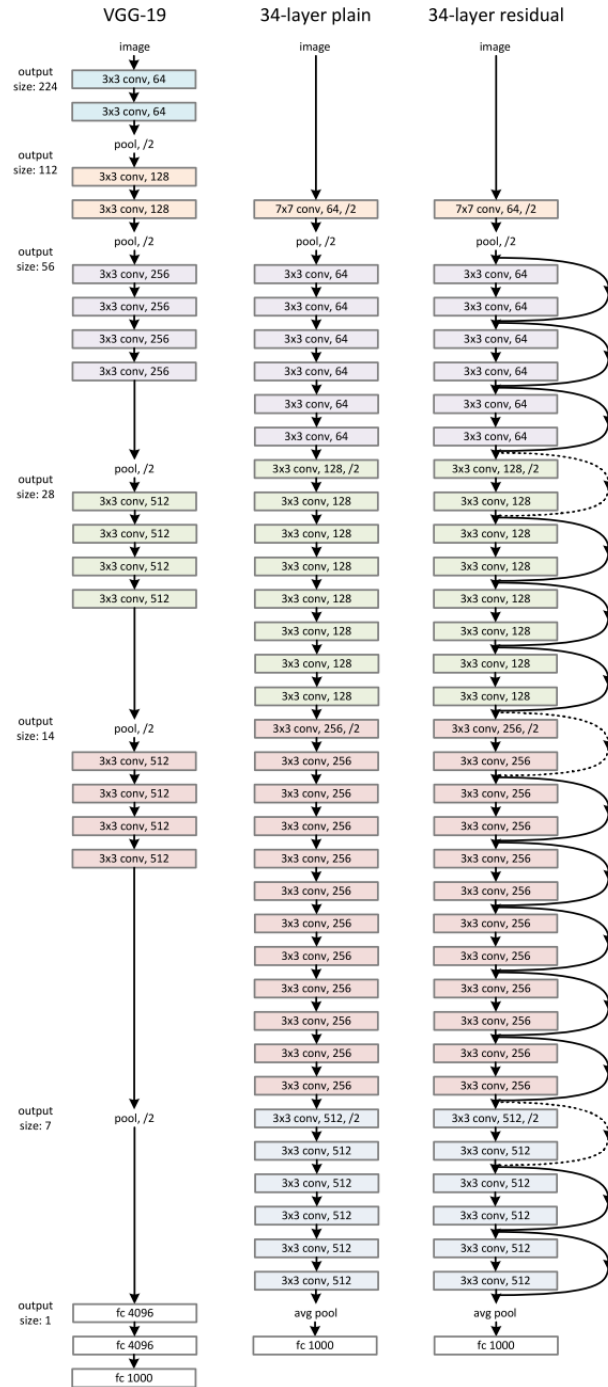 VGG-19
image
output
size: 224
3x3 conv, 64
3x3 conv, 64
pool, /2
output
size: 112
3x3 conv, 128
3x3 conv, 128
pool, /2
output
size: 56
3x3 conv, 256
3x3 conv, 256
3x3 conv, 256
3x3 conv, 256
pool, /2
output
size: 28
3x3 conv, 512
3x3 conv, 512
3x3 conv, 512
3x3 conv, 512
pool, /2
output
size: 14
3x3 conv, 512
3x3 conv, 512
3x3 conv, 512
3x3 conv, 512
output
size: 7
pool, /2
output
size: 1
fc 4096
fc 4096
fc 1000
34-layer plain
image
7x7 conv, 64, /2
pool, /2
3x3 conv, 64
3x3 conv, 64
3x3 conv, 64
3x3 conv, 64
3x3 conv, 64
3x3 conv, 64
3x3 conv, 128, /2
3x3 conv, 128
3x3 conv, 128
3x3 conv, 128
3x3 conv, 128
3x3 conv, 128
3x3 conv, 128
3x3 conv, 128
3x3 conv, 256, /2
3x3 conv, 256
3x3 conv, 256
3x3 conv, 256
3x3 conv, 256
3x3 conv, 256
3x3 conv, 256
3x3 conv, 256
3x3 conv, 256
3x3 conv, 256
3x3 conv, 256
3x3 conv, 256
3x3 conv, 512, /2
3x3 conv, 512
3x3 conv, 512
3x3 conv, 512
3x3 conv, 512
3x3 conv, 512
avg pool
fc 1000
34-layer residual
image
7x7 conv, 64, /2
pool, /2
3x3 conv, 64
3x3 conv, 64
3x3 conv, 64
3x3 conv, 64
3x3 conv, 64
3x3 conv, 64
3x3 conv, 128, /2
3x3 conv, 128
3x3 conv, 128
3x3 conv, 128
3x3 conv, 128
3x3 conv, 128
3x3 conv, 128
3x3 conv, 128
3x3 conv, 256, /2
3x3 conv, 256
3x3 conv, 256
3x3 conv, 256
3x3 conv, 256
3x3 conv, 256
3x3 conv, 256
3x3 conv, 256
3x3 conv, 256
3x3 conv, 256
3x3 conv, 256
3x3 conv, 256
3x3 conv, 512, /2
3x3 conv, 512
3x3 conv, 512
3x3 conv, 512
3x3 conv, 512
3x3 conv, 512
avg pool
fc 1000